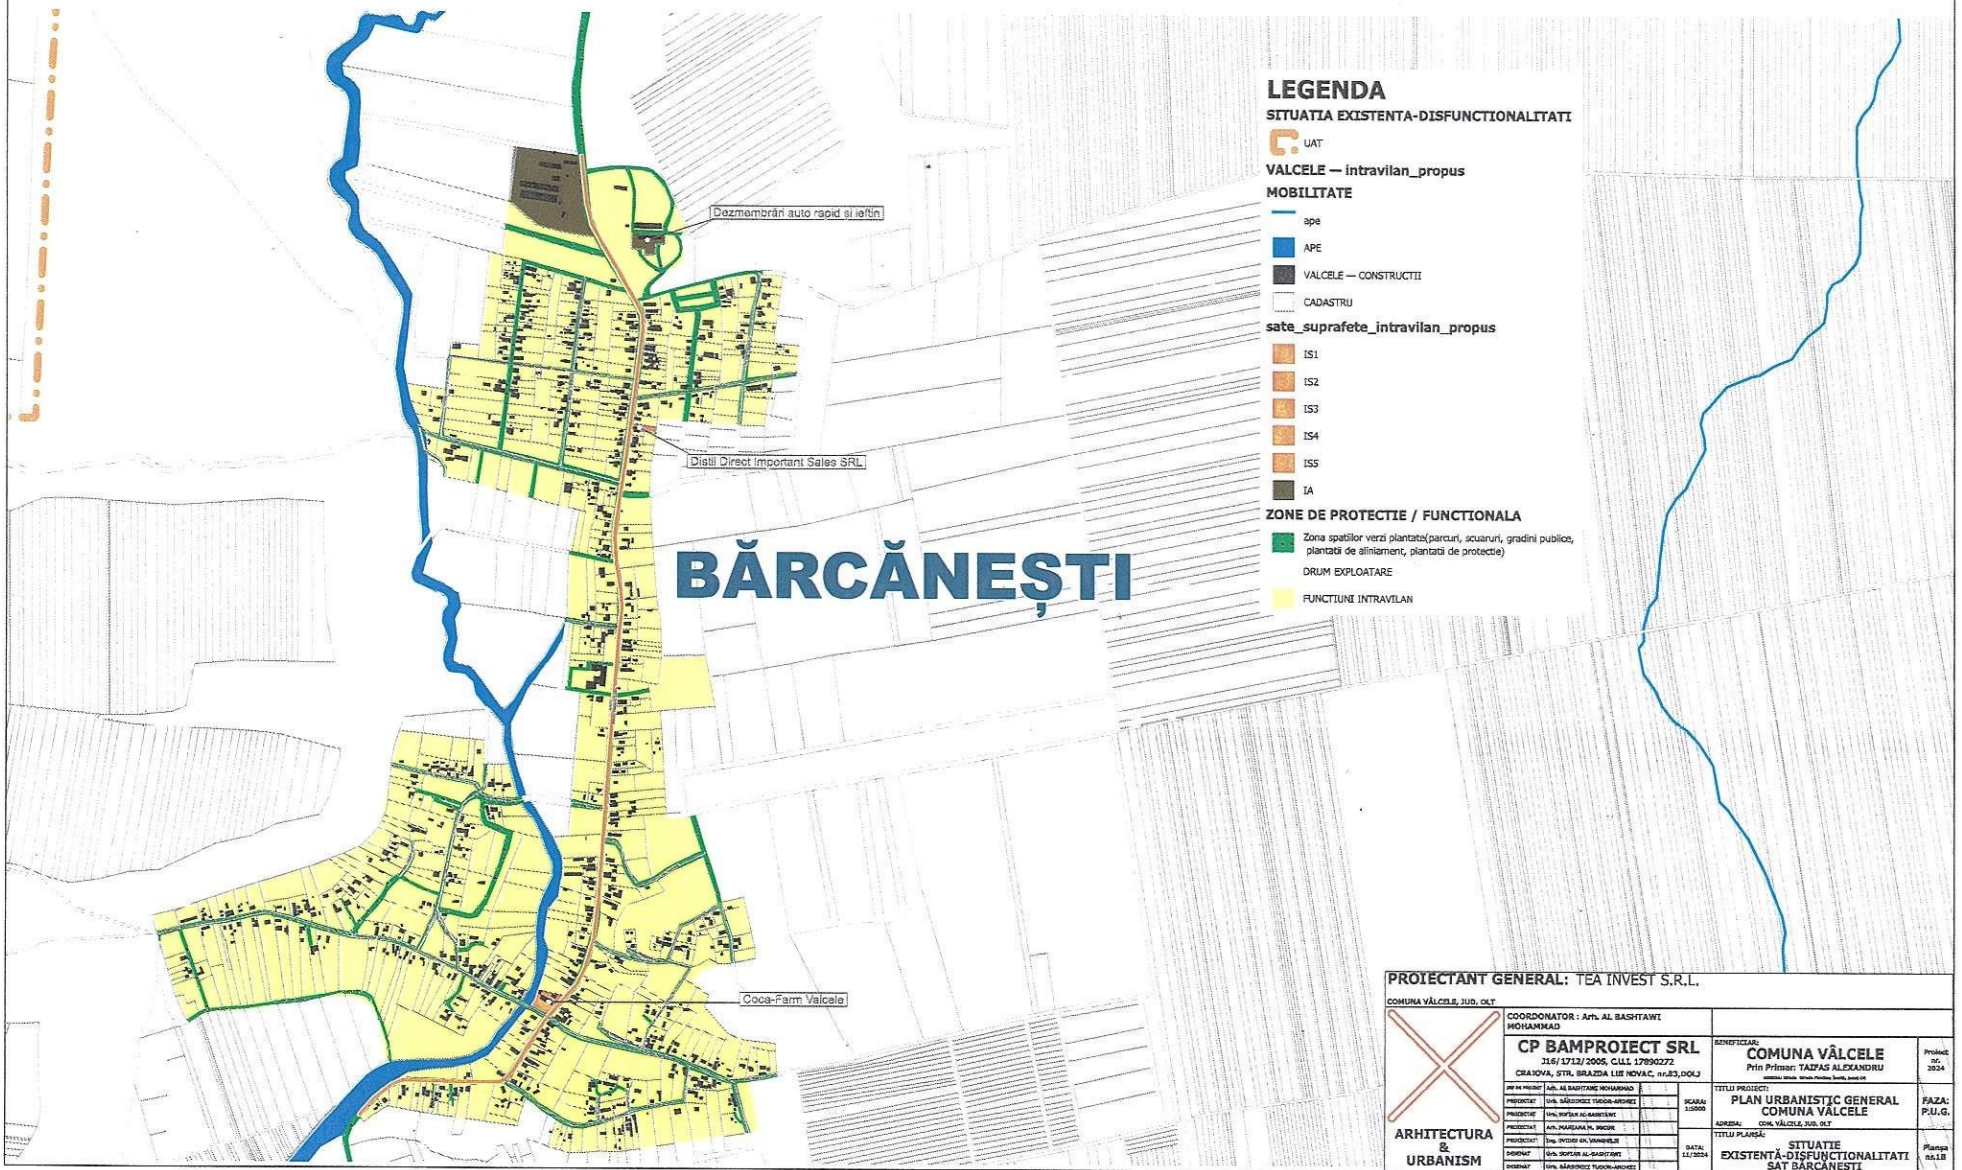 LEGENDA
SITUATIA EXISTENTA-DISFUNCTIONALITATI
UAT
VALCELE — intravilan_propus
MOBILITATE
ape
APE
VALCELE — CONSTRUCTII
CADASTRU
sate_suprafete_intravilan_propus
IS1
IS2
IS3
IS4
IS5
IA
ZONE DE PROTECTIE / FUNCTIONALA
Zona spatiilor verzi plantate(parcuri, scuaruri, gradini publice,
plantatii de aliniament, plantatii de protectie)
DRUM EXPLOATARE
FUNCTIUNI INTRAVILAN
Dezmembrări auto rapid si ieftin
Distil Direct Important Sales SRL
BĂRCĂNEȘTI
Coca-Farm Valcele
PROIECTANT GENERAL: TEA INVEST S.R.L.
COMUNA VÂLCELE, JUD. OLT
COORDONATOR : Arh. AL BASHTAWI
MOHAMMAD
CP BAMPROIECT SRL
J16/1712/2005, C.U.I. 17890272
CRAIOVA, STR. BRAZDA LUI NOVAC, nr.83,DOLJ
BENEFICIAR:
COMUNA VÂLCELE
Prin Primar: TAIFAS ALEXANDRU
Proiect
nr.
2024
SCARA:
1:5000
TITLU PROIECT:
PLAN URBANISTIC GENERAL
COMUNA VÂLCELE
ADRESA: COM. VÂLCELE, JUD. OLT
FAZA:
P.U.G.
DATA:
11/2024
TITLU PLANȘĂ:
SITUATIE
EXISTENTĂ-DISFUNCTIONALITATI
SAT BĂRCĂNEȘTI
Planșa
nr.1B
ARHITECTURA
&
URBANISM